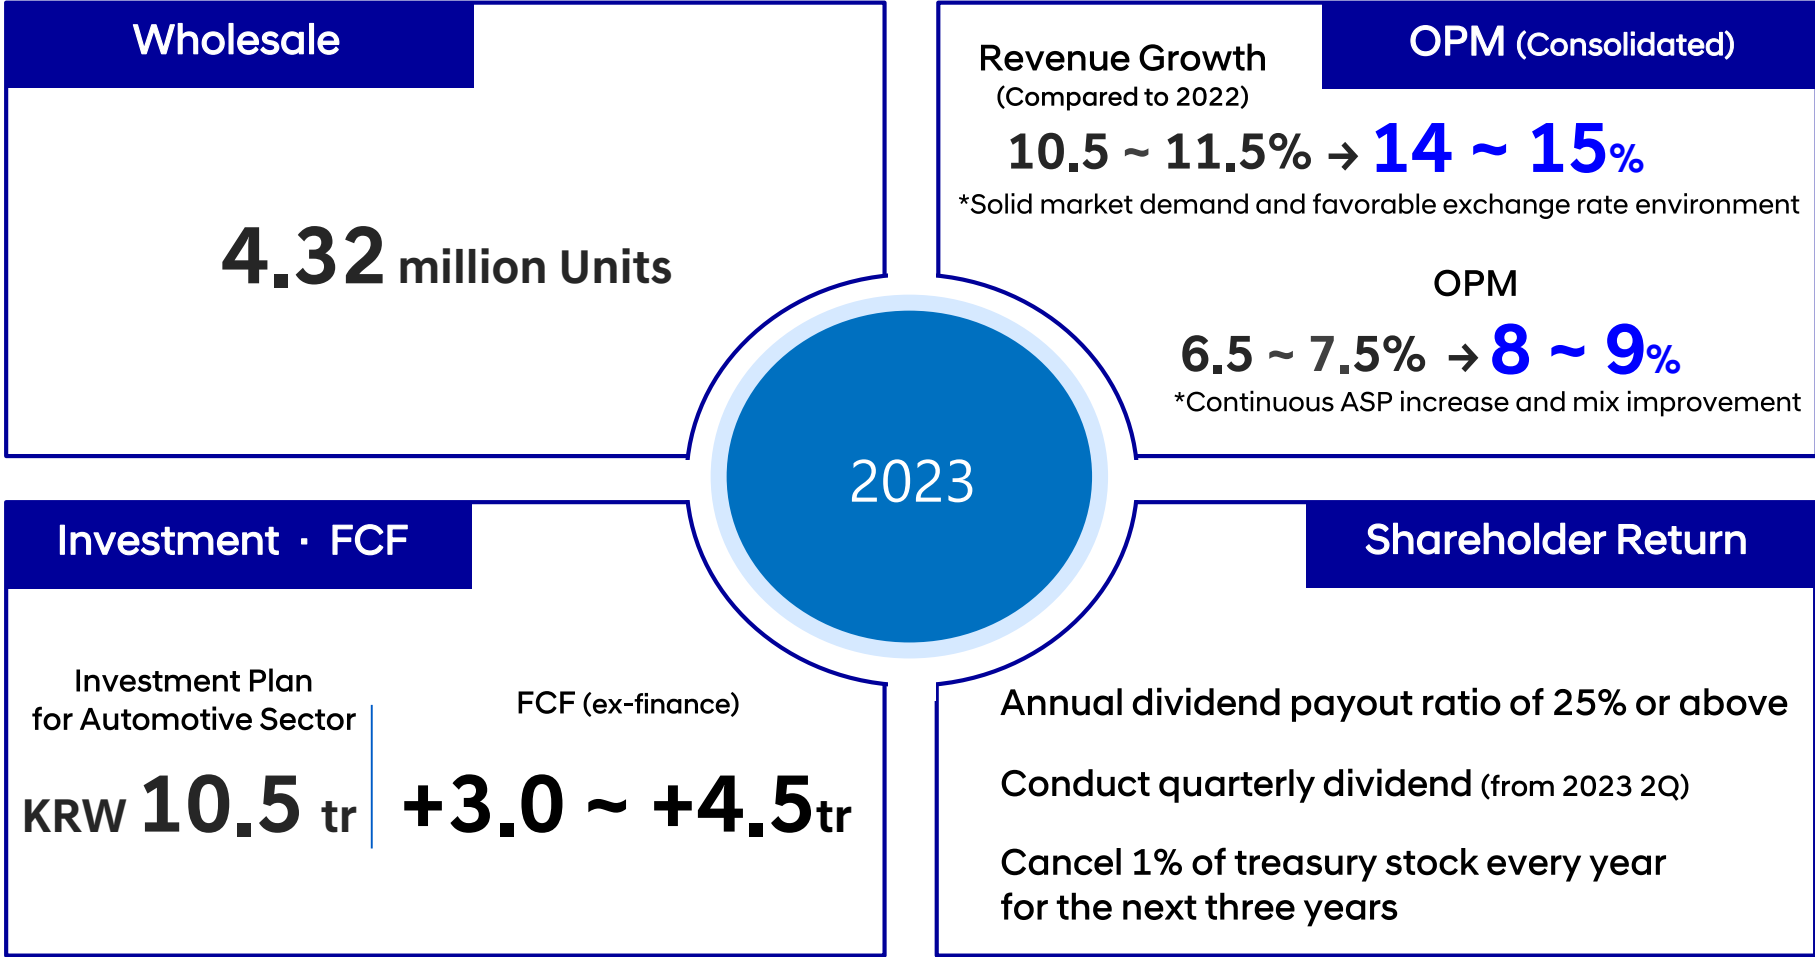 Wholesale
4.32 million Units
OPM (Consolidated)
Revenue Growth
(Compared to 2022)
10.5 ~ 11.5% → 14 ~ 15%
*Solid market demand and favorable exchange rate environment
OPM
6.5 ~ 7.5% → 8 ~ 9%
*Continuous ASP increase and mix improvement
2023
Investment · FCF
Investment Plan
for Automotive Sector
KRW 10.5 tr
FCF (ex-finance)
+3.0 ~ +4.5tr
Shareholder Return
Annual dividend payout ratio of 25% or above
Conduct quarterly dividend (from 2023 2Q)
Cancel 1% of treasury stock every year
for the next three years